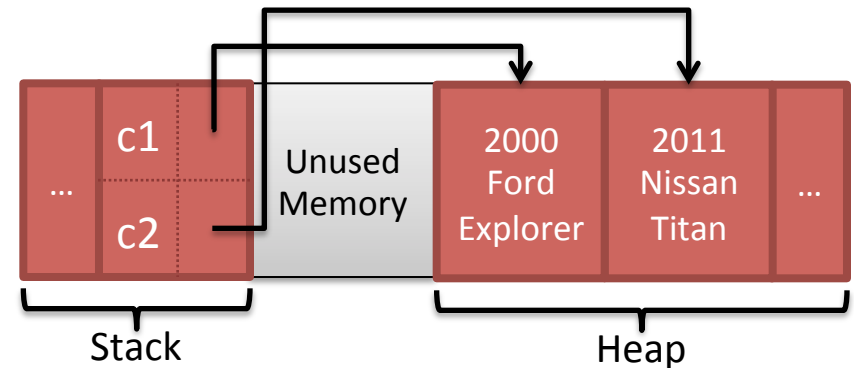 ...
c1
c2
Unused
Memory
2000
Ford
Explorer
2011
Nissan
Titan
...
Stack
Heap